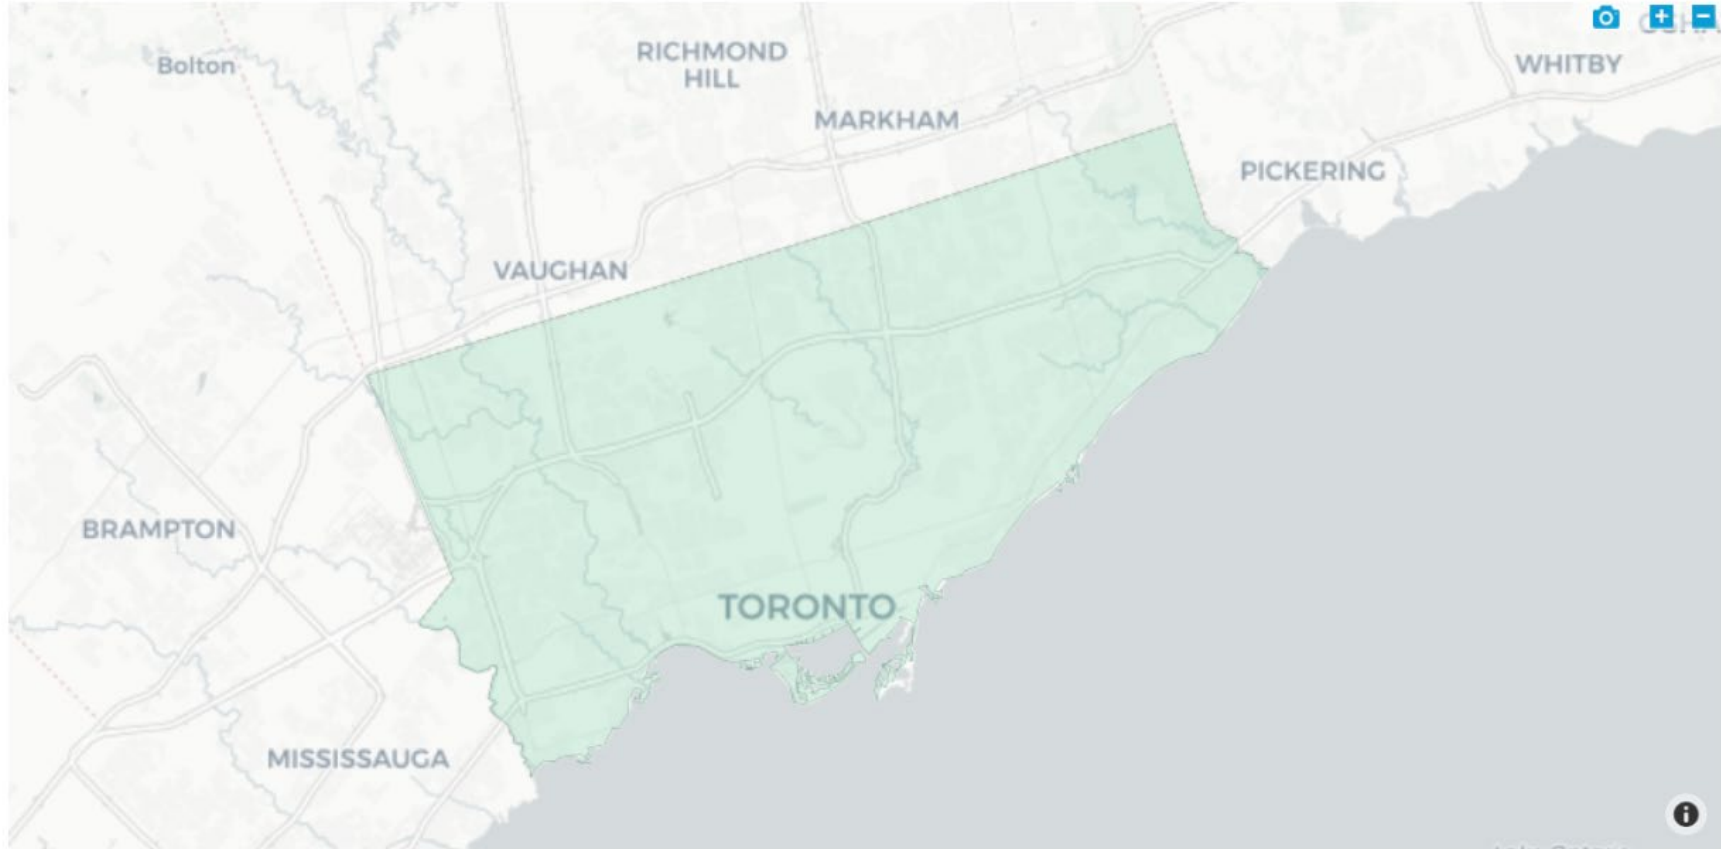 Bolton
RICHMOND
HILL
WHITBY
MARKHAM
PICKERING
VAUGHAN
BRAMPTON
TORONTO
MISSISSAUGA